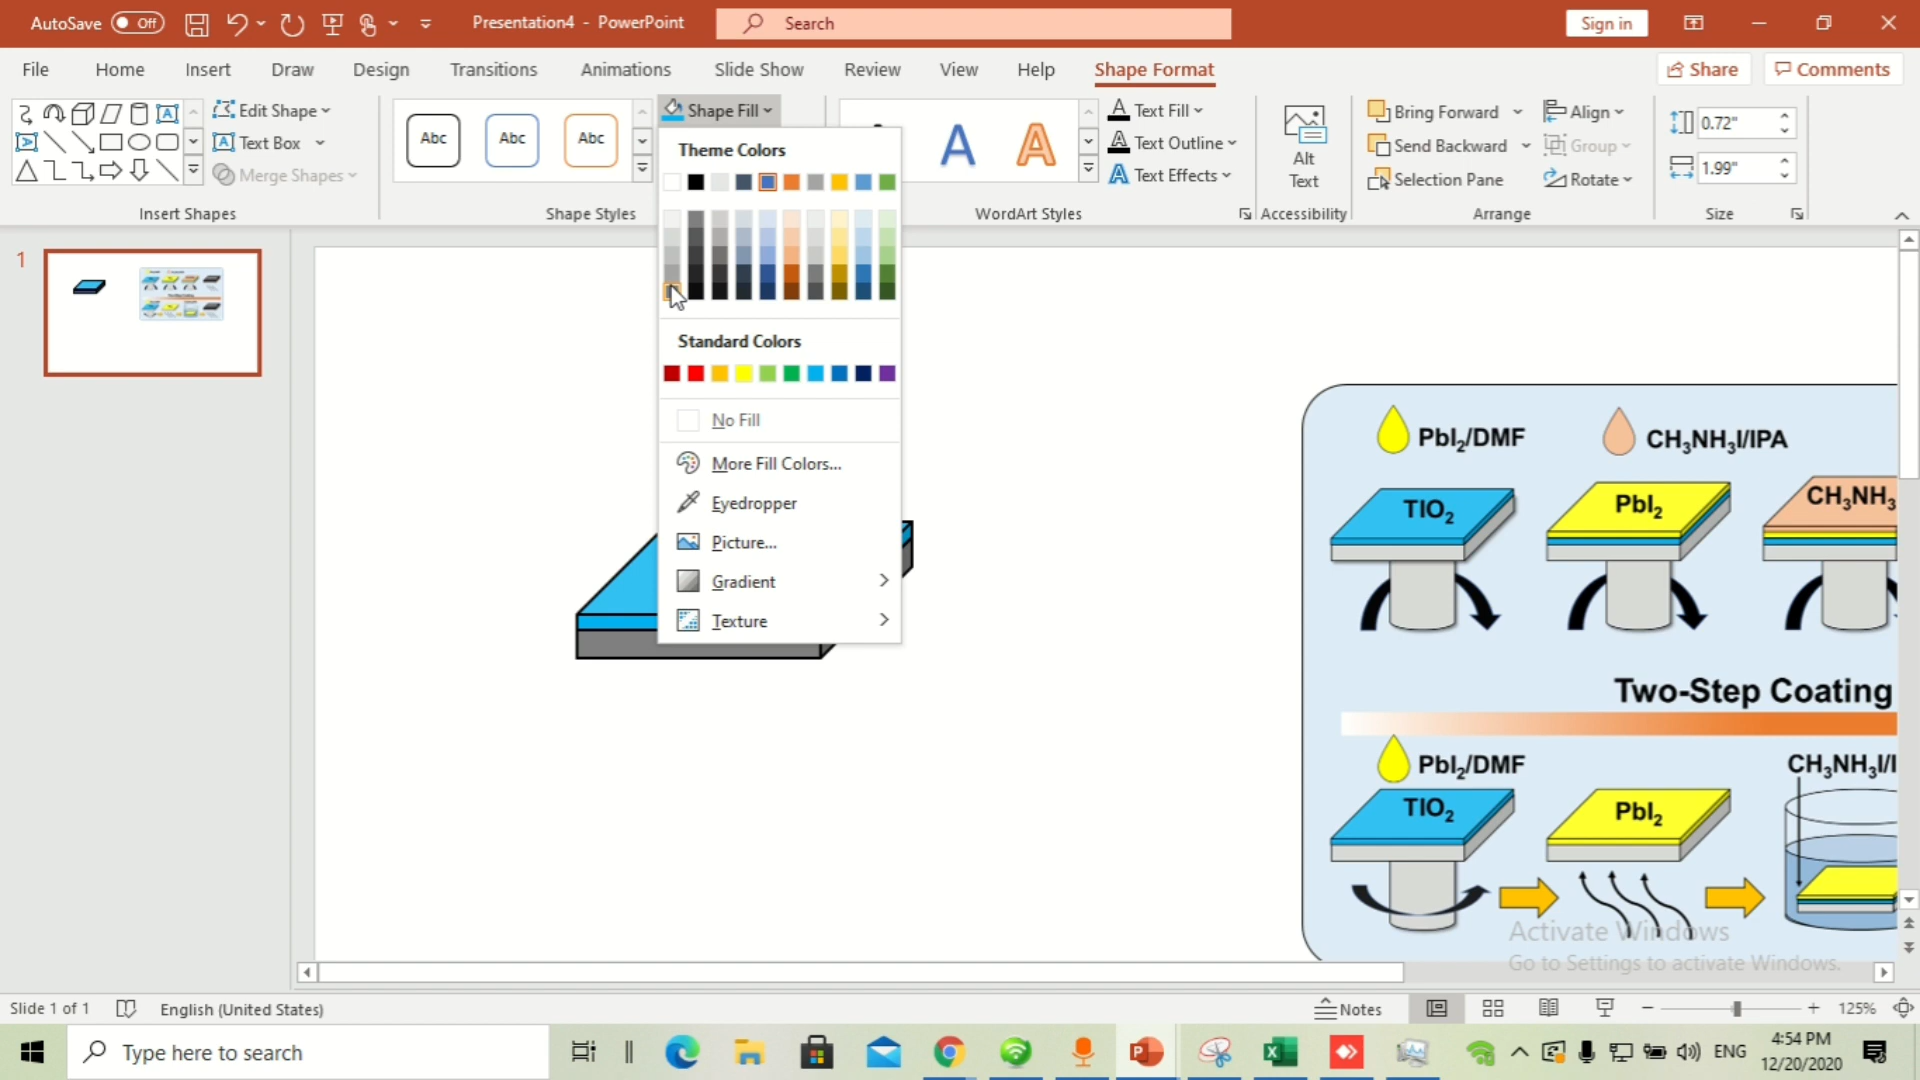 AutoSave Off Presentation4 - PowerPoint Search Sign in
File Home Insert Draw Design Transitions Animations Slide Show Review View Help Shape Format Share Comments
Edit Shape
Text Box
Merge Shapes
Insert Shapes
Abc Abc Abc
Shape Styles
Shape Fill
Theme Colors
Standard Colors
No Fill
More Fill Colors...
Eyedropper
Picture...
Gradient
Texture
A A
Text Fill
Text Outline
Text Effects
WordArt Styles
Alt
Text
Accessibility
Bring Forward
Send Backward
Selection Pane
Align
Group
Rotate
Arrange
0.72"
1.99"
Size
1
PbI2/DMF CH3NH3I/IPA
TIO2 PbI2 CH3NH3
Two-Step Coating
PbI2/DMF CH3NH3I/I
TIO2 PbI2
Activate Windows
Go to Settings to activate Windows.
Slide 1 of 1 English (United States) Notes 125%
Type here to search ENG 4:54 PM
12/20/2020